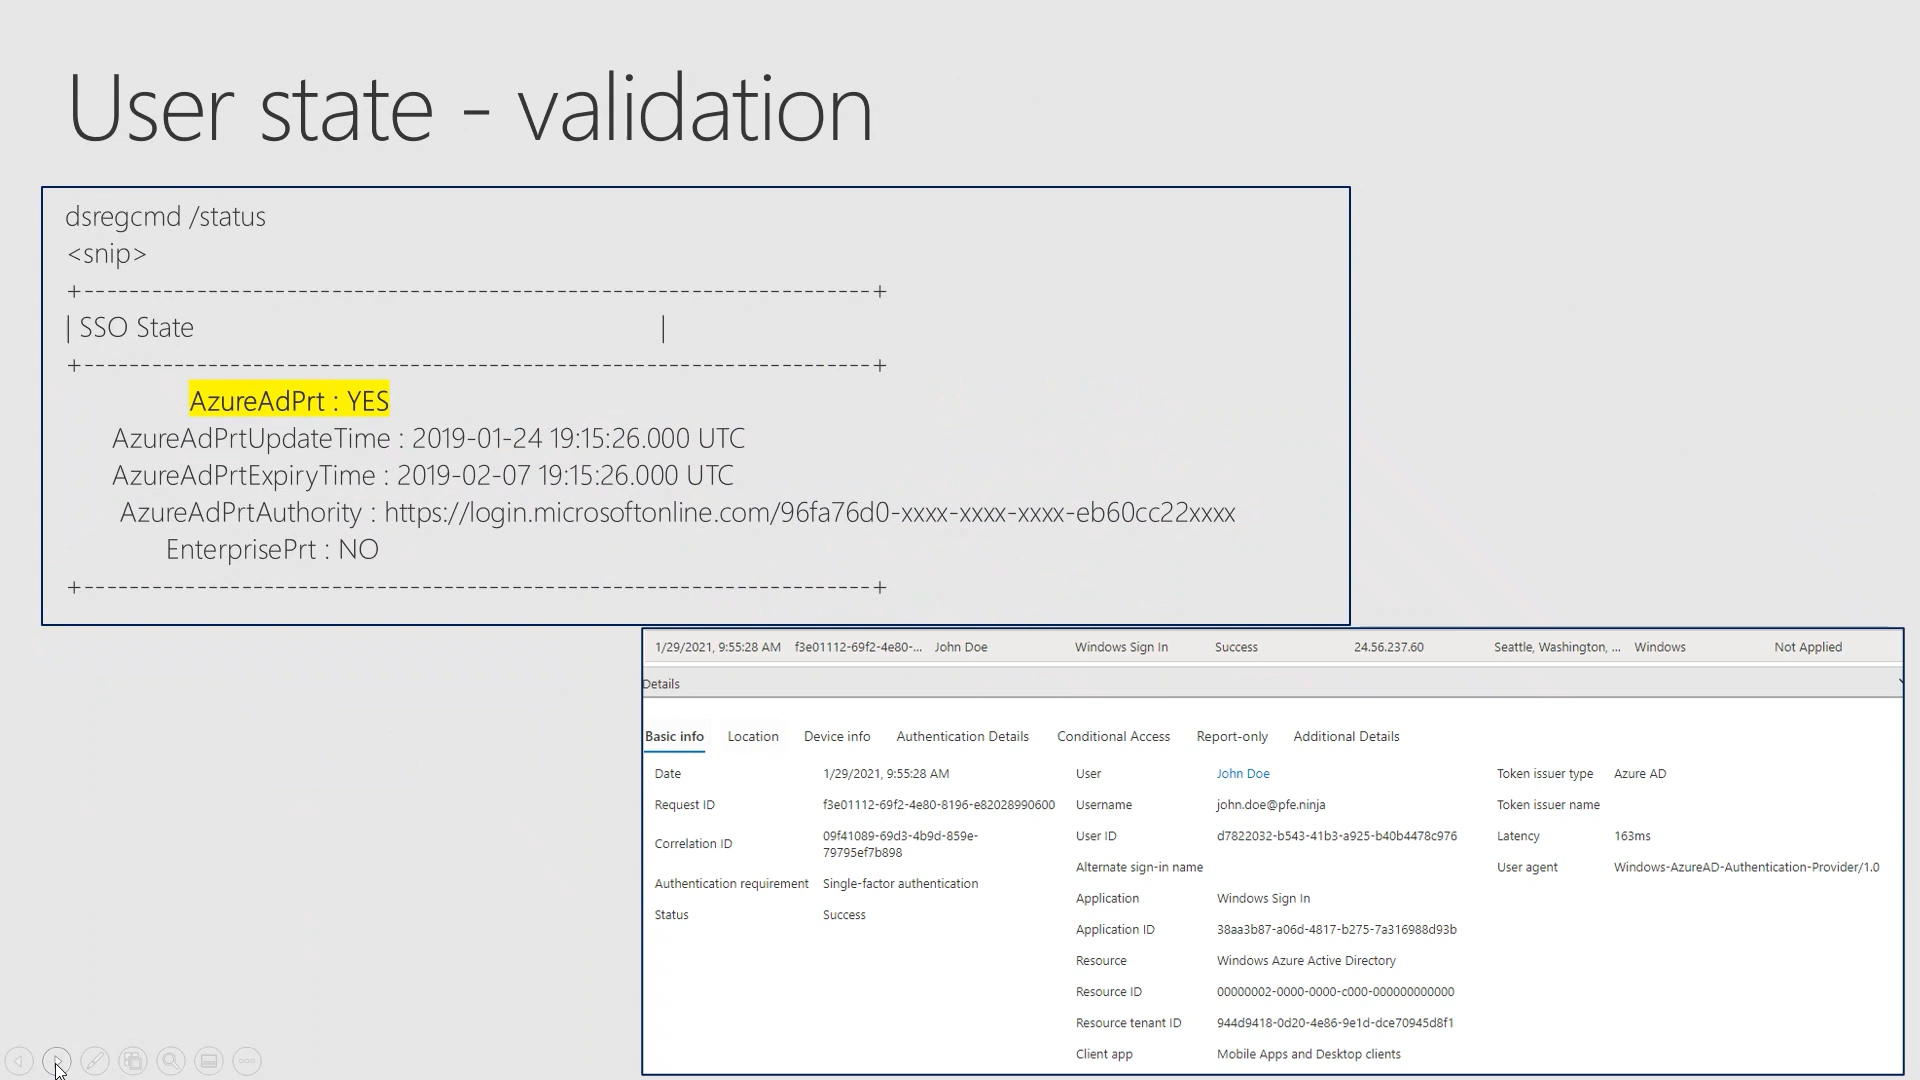 User state - validation
dsregcmd /status
<snip>
+----------------------------------------------------------------------+
| SSO State |
+----------------------------------------------------------------------+
AzureAdPrt : YES
AzureAdPrtUpdateTime : 2019-01-24 19:15:26.000 UTC
AzureAdPrtExpiryTime : 2019-02-07 19:15:26.000 UTC
AzureAdPrtAuthority : https://login.microsoftonline.com/96fa76d0-xxxx-xxxx-xxxx-eb60cc22xxxx
EnterprisePrt : NO
+----------------------------------------------------------------------+
1/29/2021, 9:55:28 AM f3e01112-69f2-4e80-... John Doe Windows Sign In Success 24.56.237.60 Seattle, Washington, ... Windows Not Applied
Details
Basic info Location Device info Authentication Details Conditional Access Report-only Additional Details
Date 1/29/2021, 9:55:28 AM
Request ID f3e01112-69f2-4e80-8196-e82028990600
Correlation ID 09f41089-69d3-4b9d-859e-
79795ef7b898
Authentication requirement Single-factor authentication
Status Success
User John Doe
Username john.doe@pfe.ninja
User ID d7822032-b543-41b3-a925-b40b4478c976
Alternate sign-in name
Application Windows Sign In
Application ID 38aa3b87-a06d-4817-b275-7a316988d93b
Resource Windows Azure Active Directory
Resource ID 00000002-0000-0000-c000-000000000000
Resource tenant ID 944d9418-0d20-4e86-9e1d-dce70945d8f1
Client app Mobile Apps and Desktop clients
Token issuer type Azure AD
Token issuer name
Latency 163ms
User agent Windows-AzureAD-Authentication-Provider/1.0